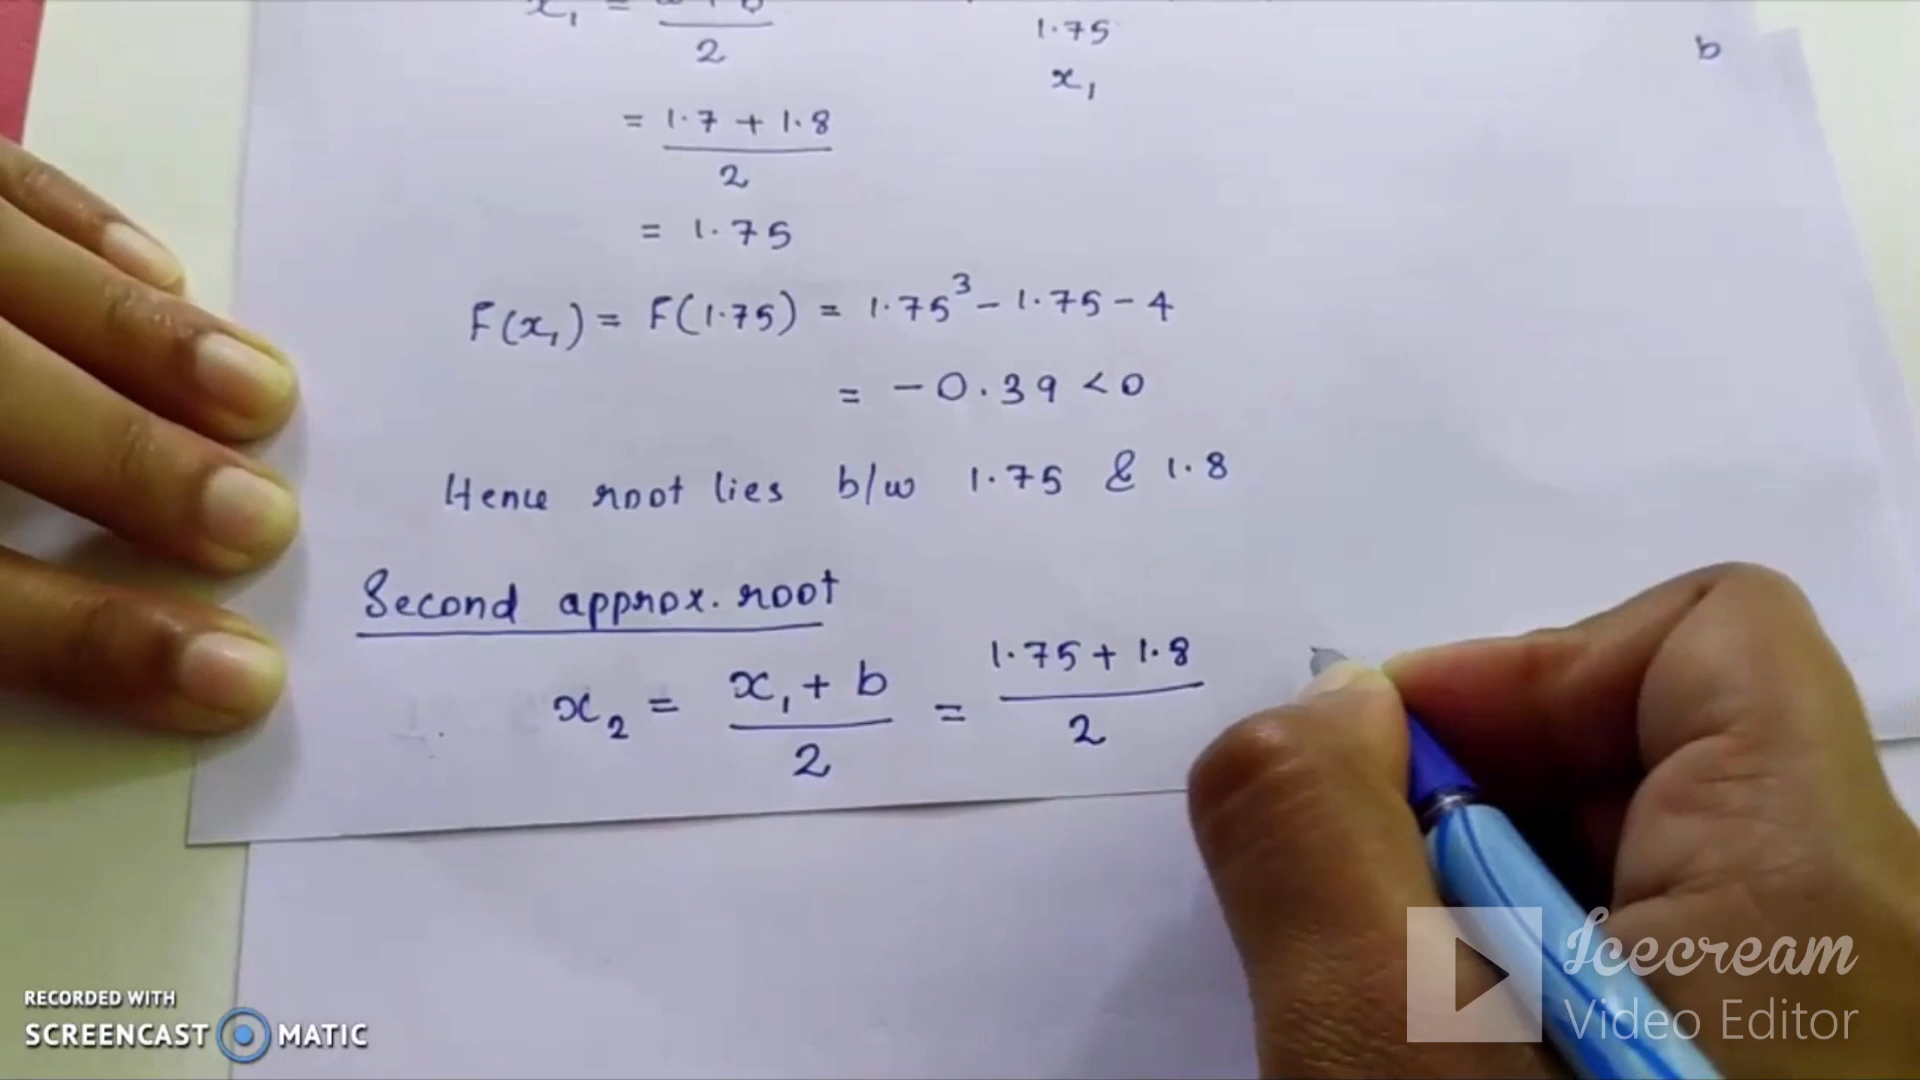 x₁ = a + b / 2
1.75
x₁
b
= 1.7 + 1.8 / 2
= 1.75
F(x₁) = F(1.75) = 1.75³ - 1.75 - 4
= -0.39 < 0
Hence root lies b/w 1.75 & 1.8
Second approx. root
x₂ = x₁ + b / 2 = 1.75 + 1.8 / 2
RECORDED WITH
SCREENCAST MATIC
Icecream
Video Editor